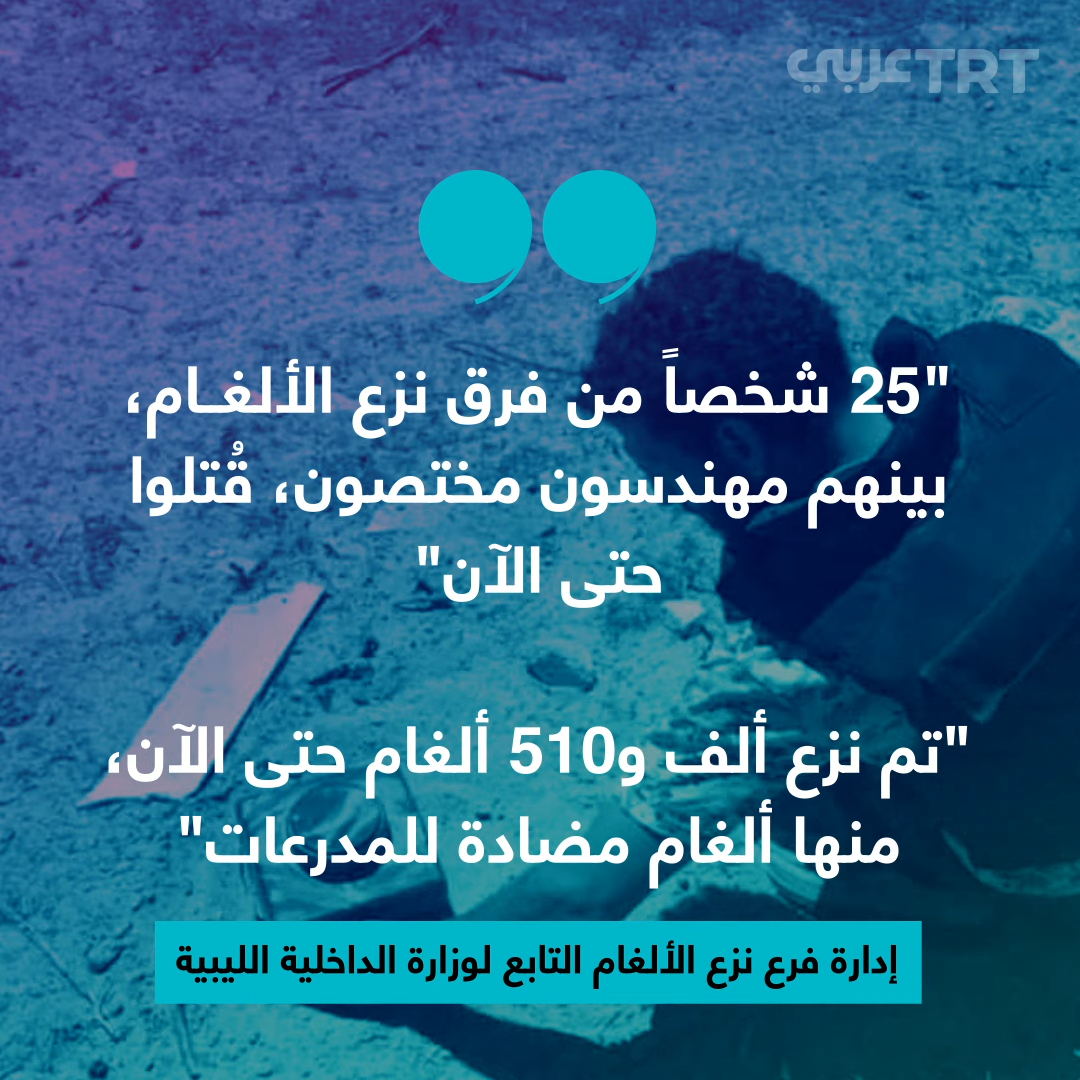 TRT عربي
"25 شخصاً من فرق نزع الألغـام،
بينهم مهندسون مختصون، قُتلوا
حتى الآن"
"تم نزع ألف و510 ألغام حتى الآن،
منها ألغام مضادة للمدرعات"
إدارة فرع نزع الألغام التابع لوزارة الداخلية الليبية